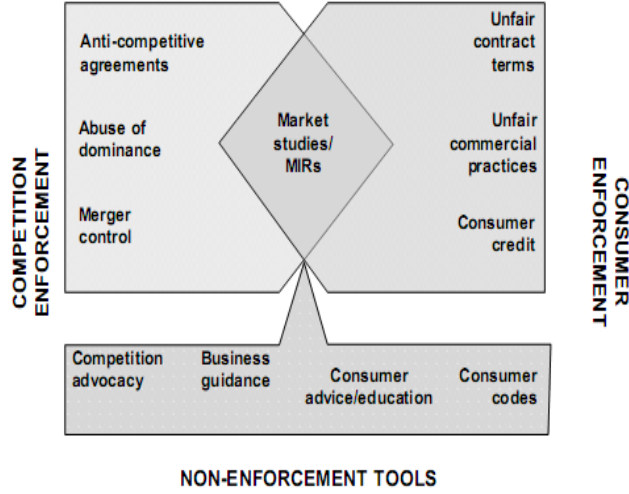 Anti-competitive
agreements
Abuse of
dominance
Merger
control
Market
studies/
MIRs
Unfair
contract
terms
Unfair
commercial
practices
Consumer
credit
COMPETITION
ENFORCEMENT
CONSUMER
ENFORCEMENT
Competition
advocacy
Business
guidance
Consumer
advice/education
Consumer
codes
NON-ENFORCEMENT TOOLS